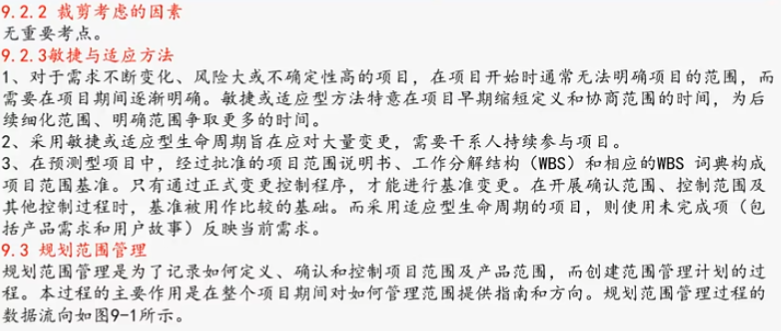 9.2.2 裁剪考虑的因素
无重要考点。
9.2.3敏捷与适应方法
1、对于需求不断变化、风险大或不确定性高的项目，在项目开始时通常无法明确项目的范围，而
需要在项目期间逐渐明确。敏捷或适应型方法特意在项目早期缩短定义和协商范围的时间，为后
续细化范围、明确范围争取更多的时间。
2、采用敏捷或适应型生命周期旨在应对大量变更，需要干系人持续参与项目。
3、在预测型项目中，经过批准的项目范围说明书、工作分解结构（WBS）和相应的WBS 词典构成
项目范围基准。只有通过正式变更控制程序，才能进行基准变更。在开展确认范围、控制范围及
其他控制过程时，基准被用作比较的基础。而采用适应型生命周期的项目，则使用未完成项（包
括产品需求和用户故事）反映当前需求。
9.3 规划范围管理
规划范围管理是为了记录如何定义、确认和控制项目范围及产品范围，而创建范围管理计划的过
程。本过程的主要作用是在整个项目期间对如何管理范围提供指南和方向。规划范围管理过程的
数据流向如图9-1所示。